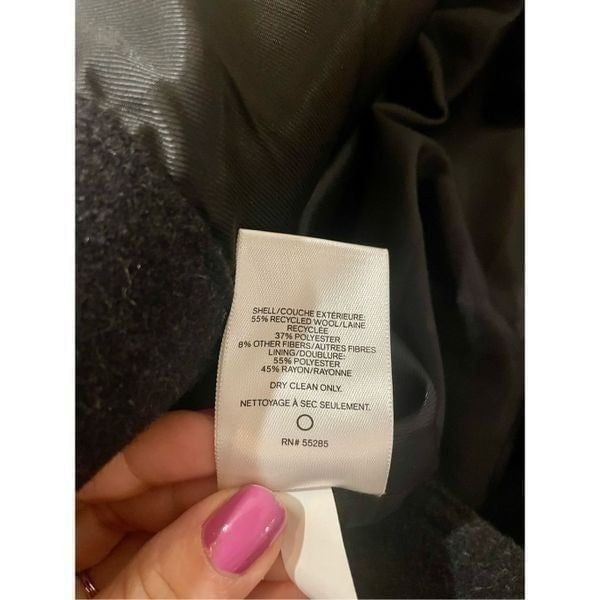 SHELL/COUCHE EXTÉRIEURE:
55% RECYCLED WOOL/LAINE
RECYCLÉE
37% POLYESTER
8% OTHER FIBERS/AUTRES FIBRES
LINING/DOUBLURE:
55% POLYESTER
45% RAYON/RAYONNE
DRY CLEAN ONLY.
NETTOYAGE À SEC SEULEMENT.
RN# 55285